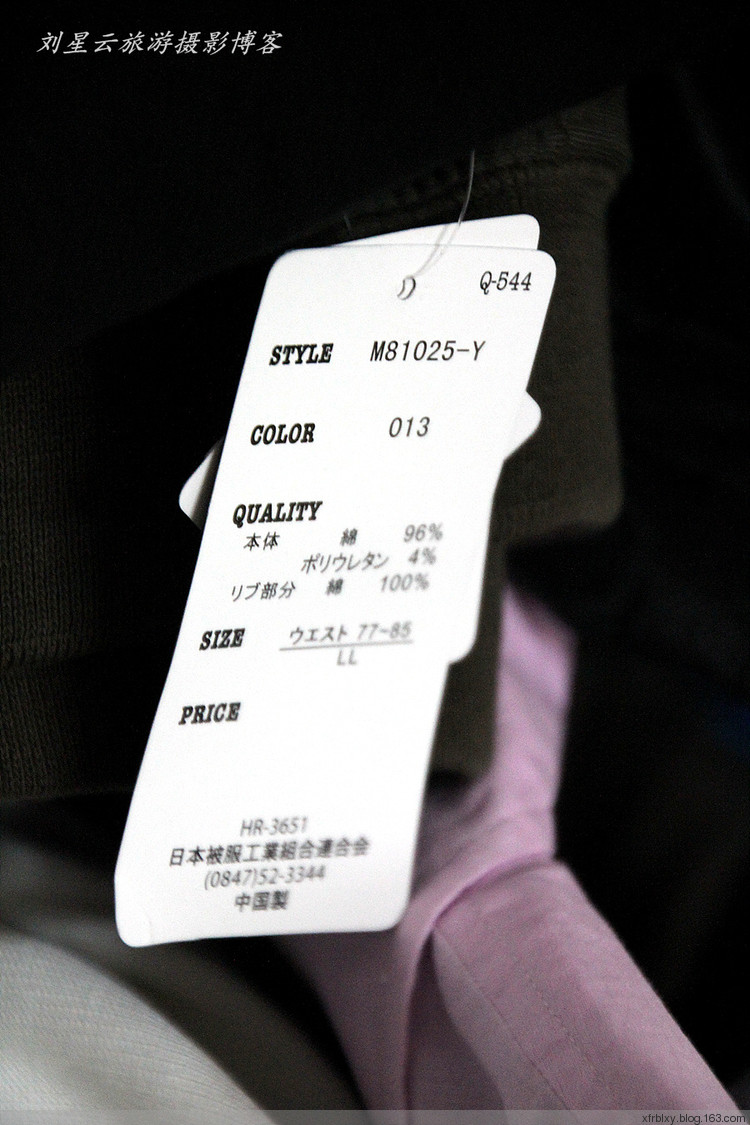 刘星云旅游摄影博客
Q-544
STYLE M81025-Y
COLOR 013
QUALITY
本体 綿 96%
ポリウレタン 4%
リブ部分 綿 100%
SIZE ウエスト 77~85
LL
PRICE
HR-3651
日本被服工業組合連合会
(0847)52-3344
中国製
xfrblxy.blog.163.com